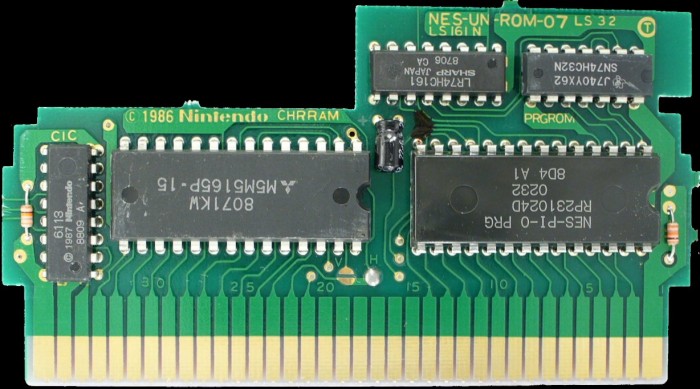 NES-UN-ROM-07 LS32
LS161N
T
LR74HC161
SHARP JAPAN
8706 CA
J740YX62
SN74HC32N
© 1986 Nintendo CHRRAM
+
PRGROM
CIC
6113
© 1987 Nintendo
8809 A
8071KW
M5M5165P-15
NES-PI-0 PRG
RP231024D
0232
8D4 A1
V H
30 25 20 15 10 5